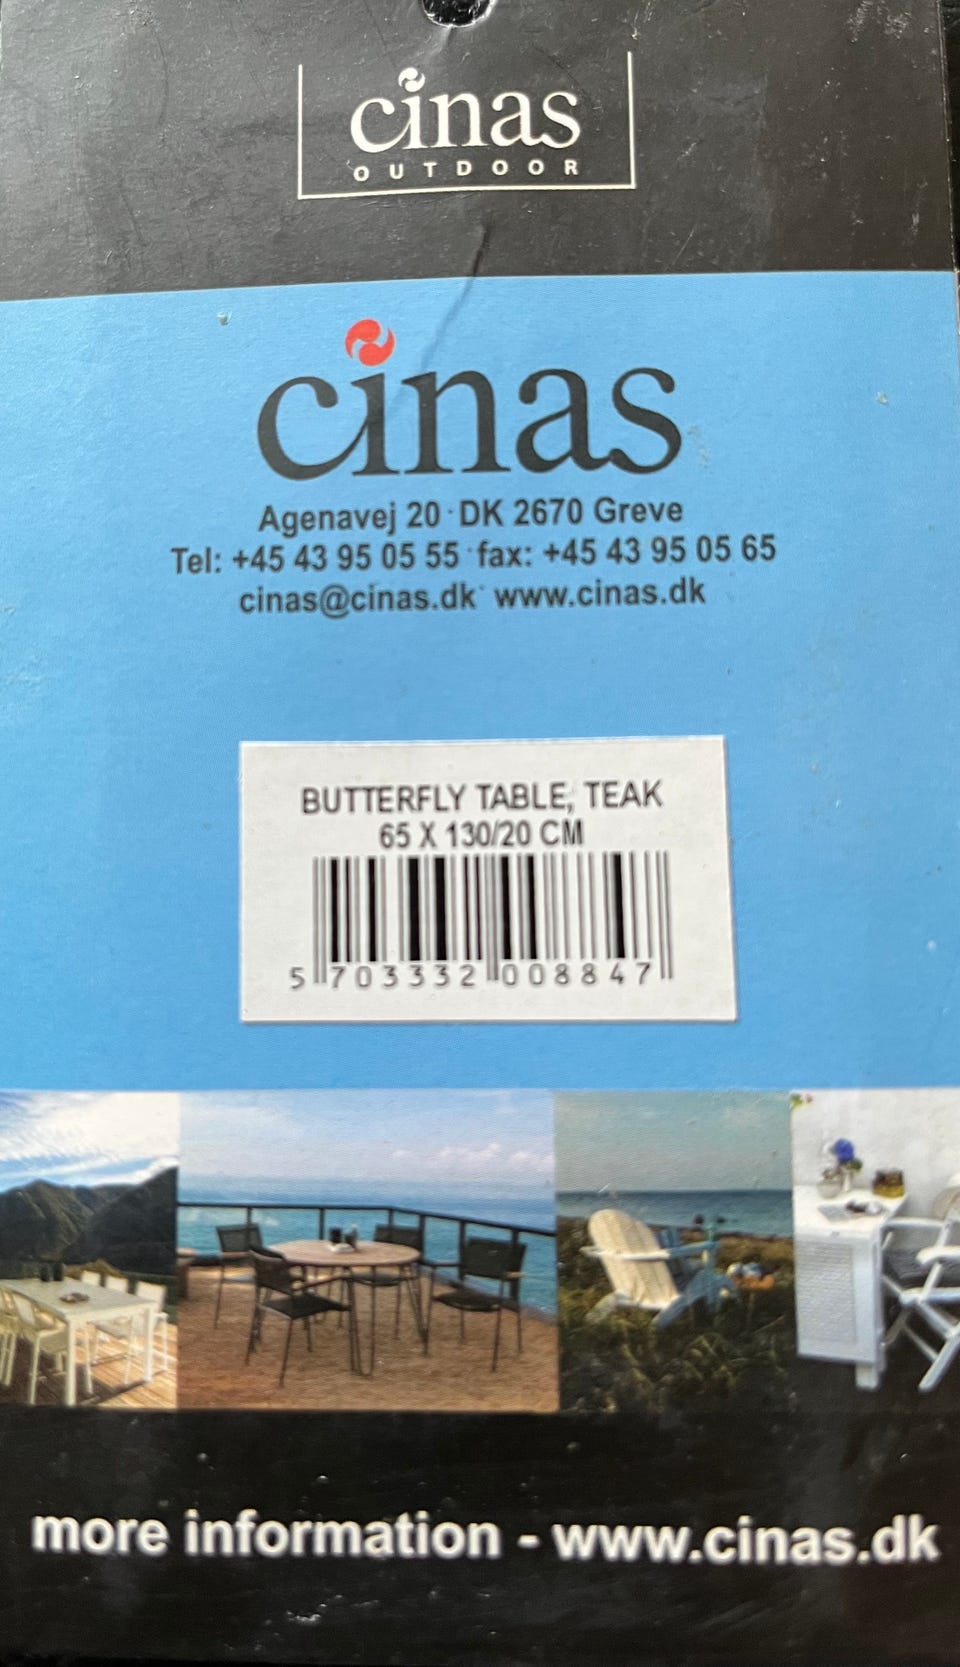 cinas
OUTDOOR
cinas
Agenavej 20 · DK 2670 Greve
Tel: +45 43 95 05 55 · fax: +45 43 95 05 65
cinas@cinas.dk · www.cinas.dk
BUTTERFLY TABLE, TEAK
65 X 130/20 CM
5 703332 008847
more information - www.cinas.dk